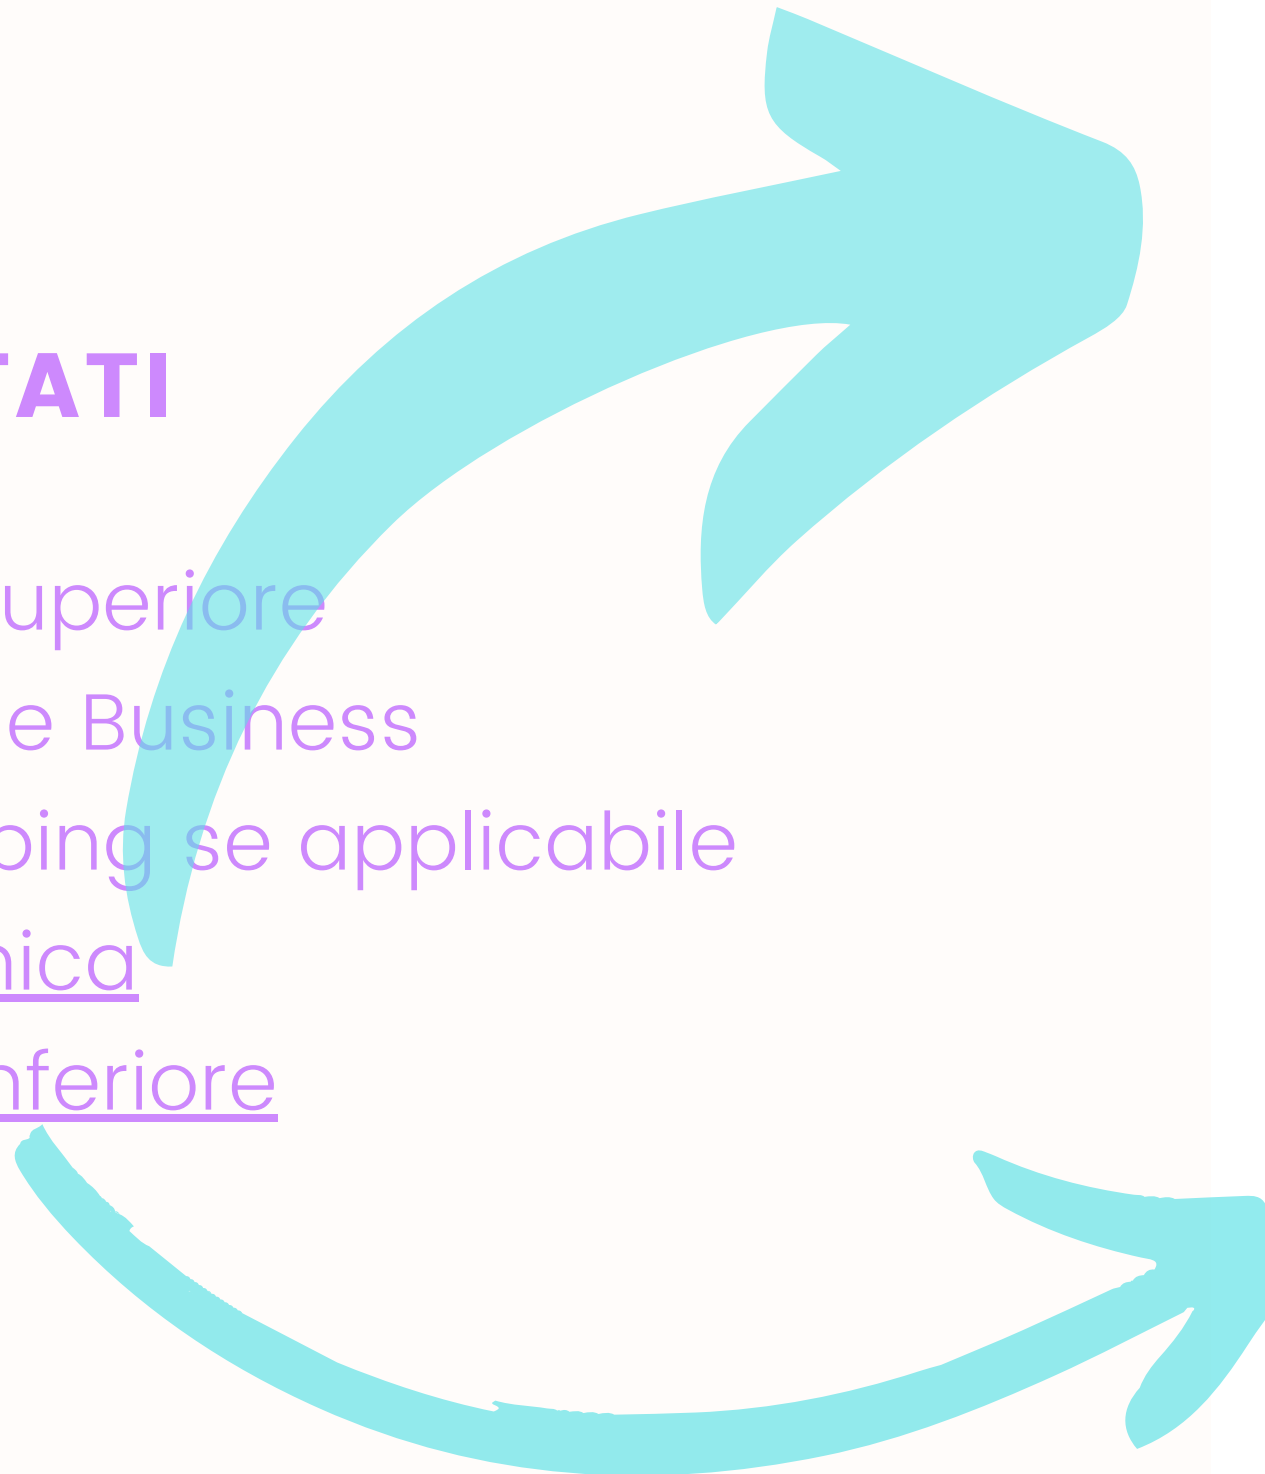 TATI
uperiore
e Business
ping se applicabile
nica
nferiore